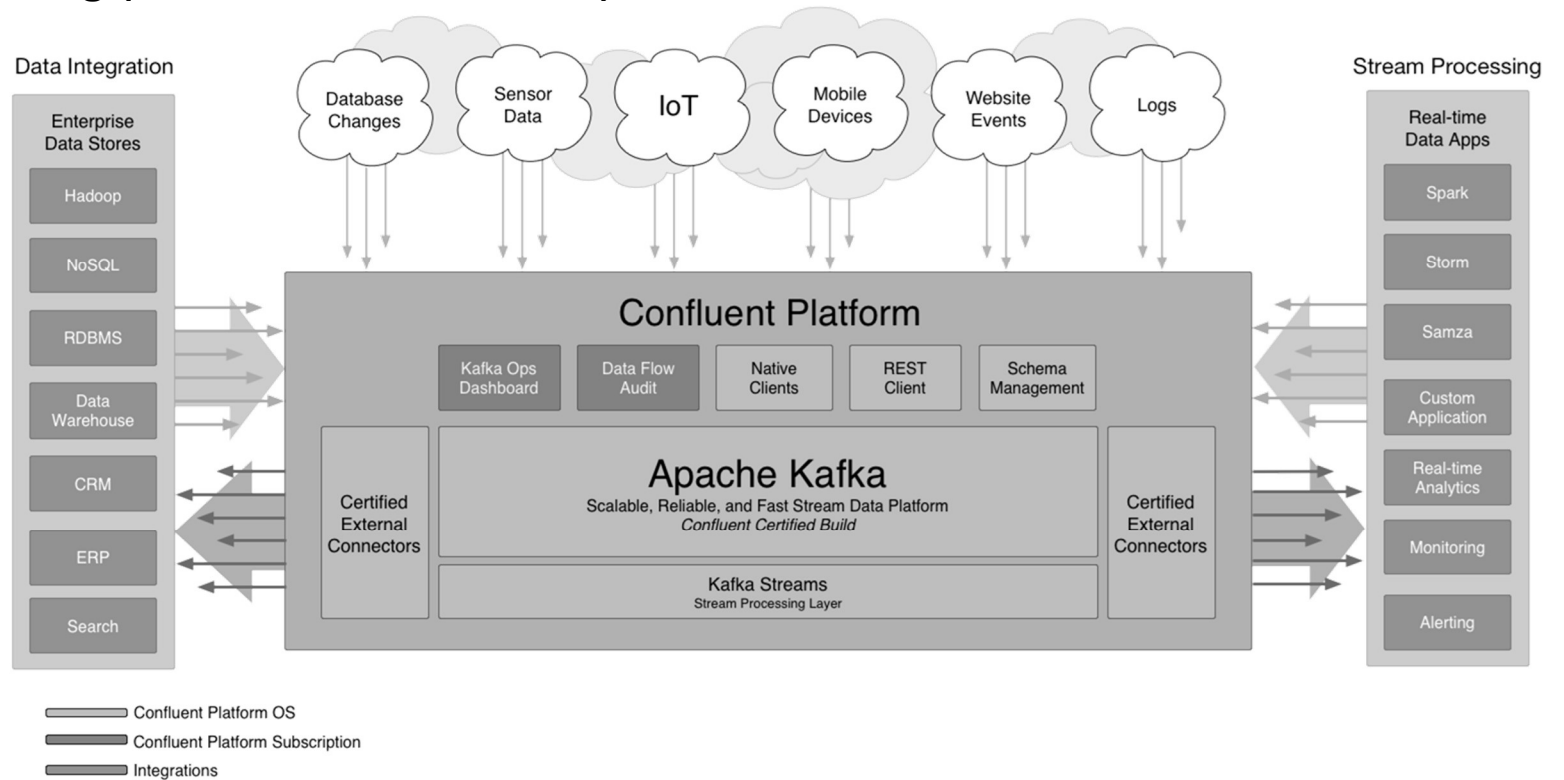 Data Integration
Enterprise
Data Stores
Hadoop
NoSQL
RDBMS
Data
Warehouse
CRM
ERP
Search
Database
Changes
Sensor
Data
IoT
Mobile
Devices
Website
Events
Logs
Confluent Platform
Kafka Ops
Dashboard
Data Flow
Audit
Native
Clients
REST
Client
Schema
Management
Certified
External
Connectors
Apache Kafka
Scalable, Reliable, and Fast Stream Data Platform
Confluent Certified Build
Kafka Streams
Stream Processing Layer
Certified
External
Connectors
Stream Processing
Real-time
Data Apps
Spark
Storm
Samza
Custom
Application
Real-time
Analytics
Monitoring
Alerting
Confluent Platform OS
Confluent Platform Subscription
Integrations